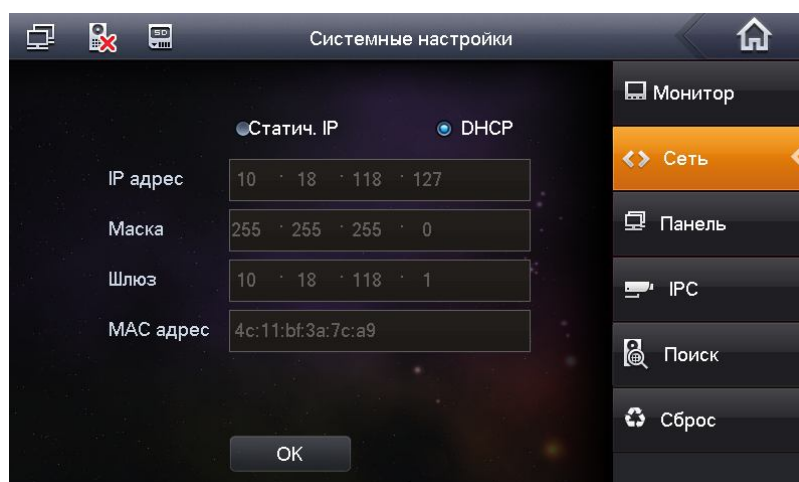 SD
Системные настройки
Статич. IP
DHCP
IP адрес
10 . 18 . 118 . 127
Маска
255 . 255 . 255 . 0
Шлюз
10 . 18 . 118 . 1
MAC адрес
4c:11:bf:3a:7c:a9
OK
Монитор
Сеть
Панель
IPC
Поиск
Сброс